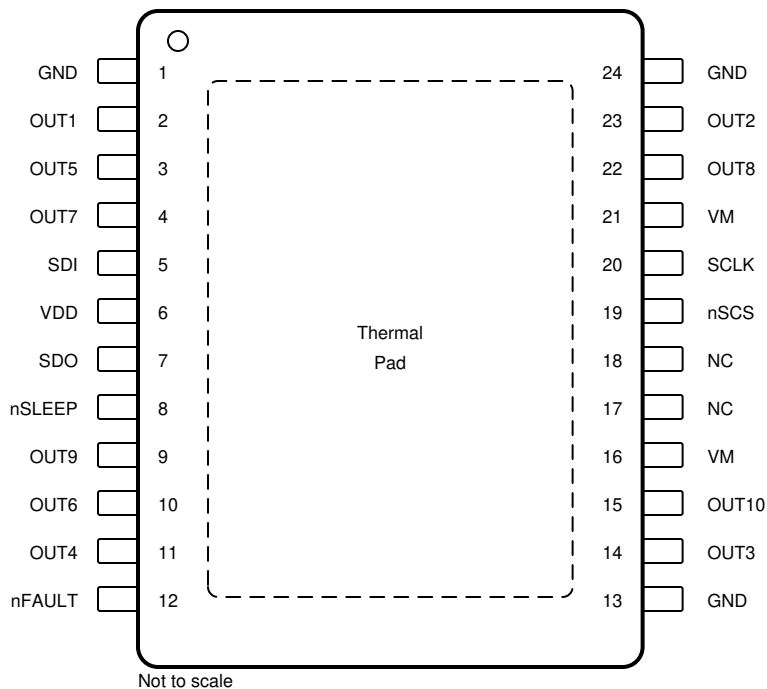 GND 1 24 GND
OUT1 2 23 OUT2
OUT5 3 22 OUT8
OUT7 4 21 VM
SDI 5 20 SCLK
VDD 6 19 nSCS
Thermal
SDO 7 18 NC
Pad
nSLEEP 8 17 NC
OUT9 9 16 VM
OUT6 10 15 OUT10
OUT4 11 14 OUT3
nFAULT 12 13 GND
Not to scale